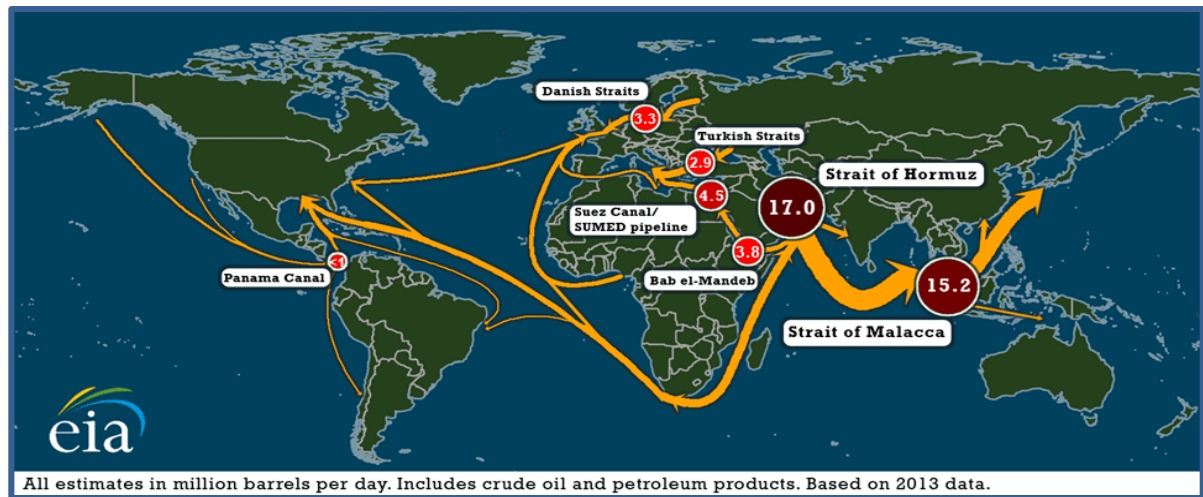 Danish Straits
3.3
Turkish Straits
2.9
Strait of Hormuz
17.0
4.5
Suez Canal/
SUMED pipeline
3.8
Bab el-Mandeb
<1
Panama Canal
15.2
Strait of Malacca
eia
All estimates in million barrels per day. Includes crude oil and petroleum products. Based on 2013 data.